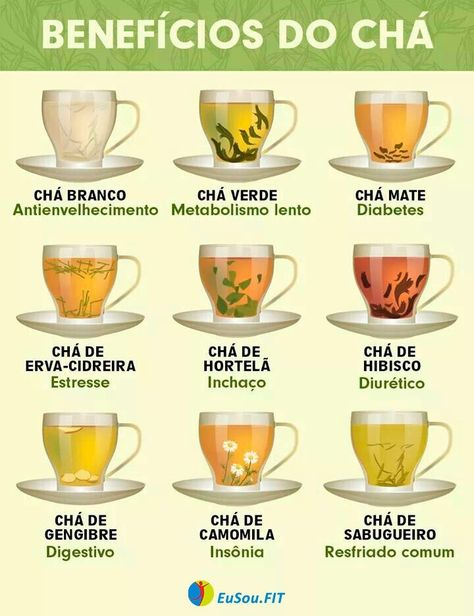 BENEFÍCIOS DO CHÁ
CHÁ BRANCO
Antienvelhecimento
CHÁ VERDE
Metabolismo lento
CHÁ MATE
Diabetes
CHÁ DE
ERVA-CIDREIRA
Estresse
CHÁ DE
HORTELÃ
Inchaço
CHÁ DE
HIBISCO
Diurético
CHÁ DE
GENGIBRE
Digestivo
CHÁ DE
CAMOMILA
Insônia
CHÁ DE
SABUGUEIRO
Resfriado comum
EuSou.FIT